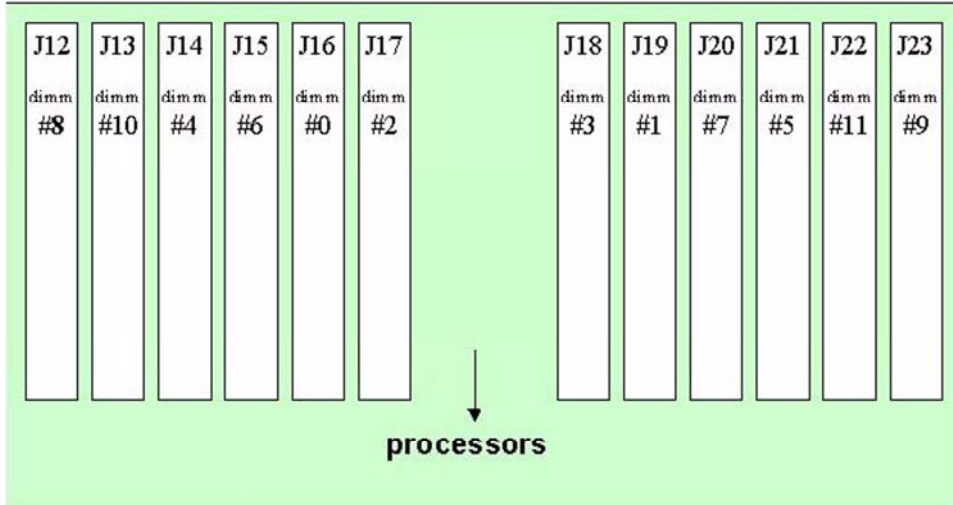 J12 J13 J14 J15 J16 J17 J18 J19 J20 J21 J22 J23
dimm dimm dimm dimm dimm dimm dimm dimm dimm dimm dimm dimm
#8 #10 #4 #6 #0 #2 #3 #1 #7 #5 #11 #9
processors